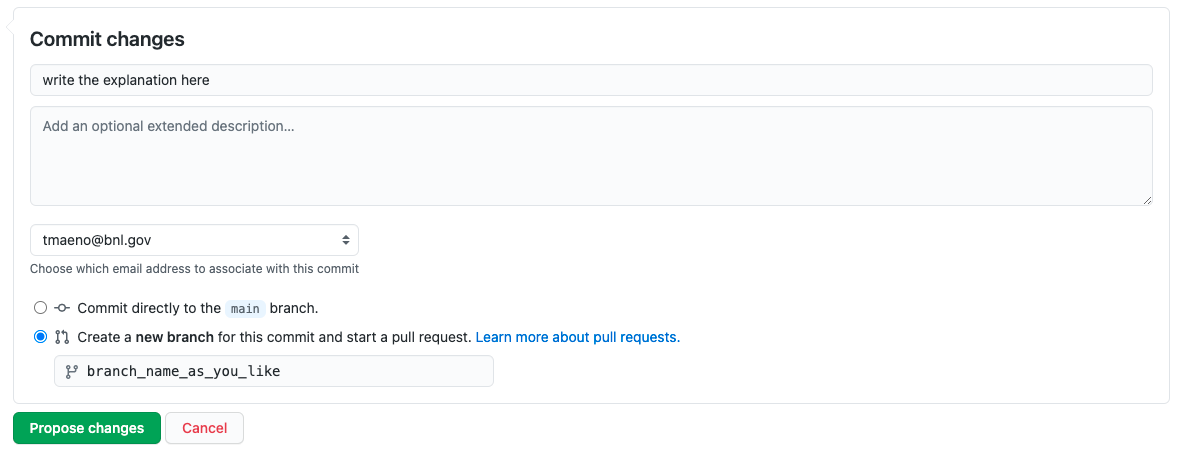 Commit changes
write the explanation here
Add an optional extended description...
tmaeno@bnl.gov
Choose which email address to associate with this commit
Commit directly to the main branch.
Create a new branch for this commit and start a pull request. Learn more about pull requests.
branch_name_as_you_like
Propose changes Cancel